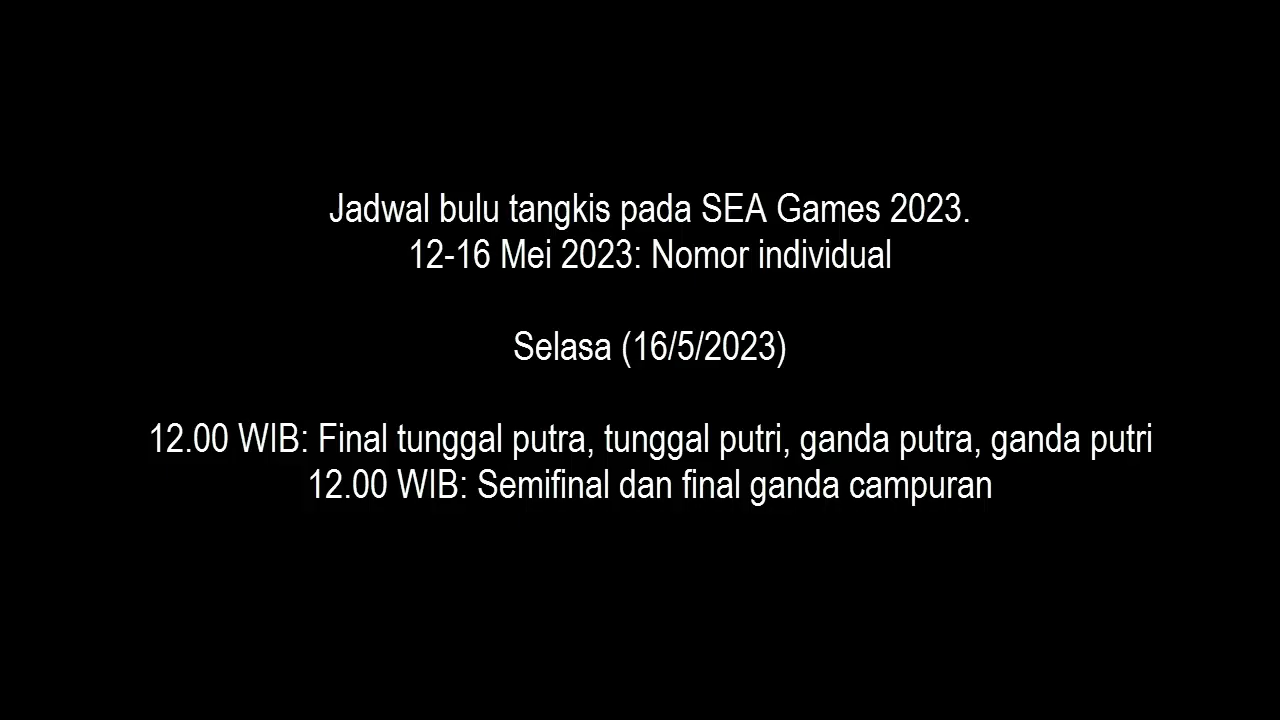 Jadwal bulu tangkis pada SEA Games 2023.
12-16 Mei 2023: Nomor individual
Selasa (16/5/2023)
12.00 WIB: Final tunggal putra, tunggal putri, ganda putra, ganda putri
12.00 WIB: Semifinal dan final ganda campuran